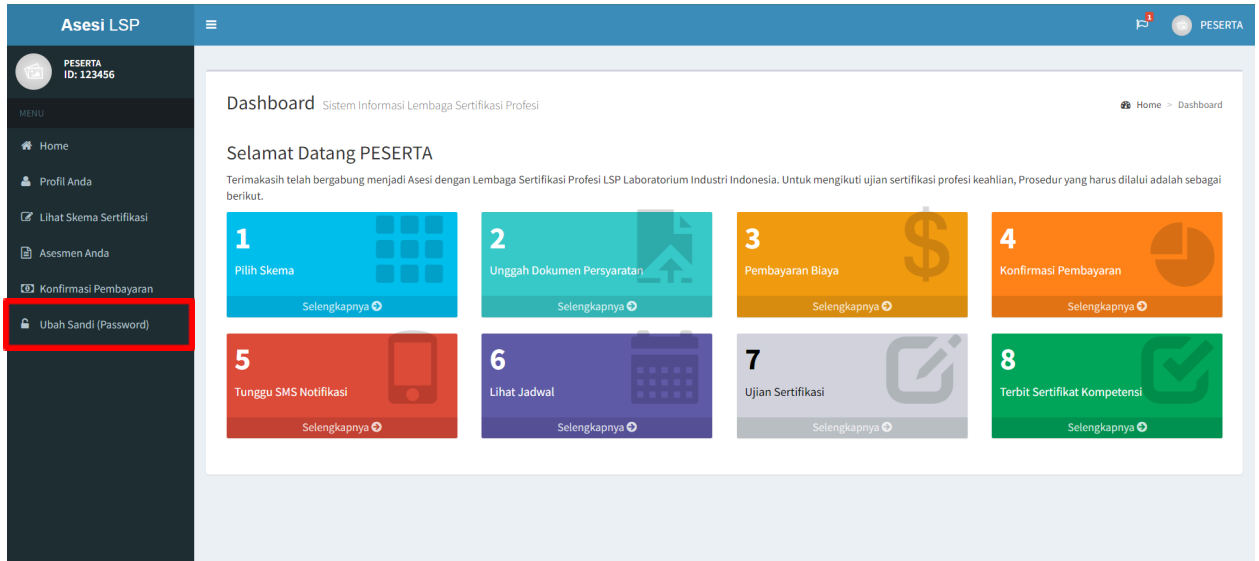 Asesi LSP
1
PESERTA
PESERTA
ID: 123456
MENU
Home
Profil Anda
Lihat Skema Sertifikasi
Asesmen Anda
Konfirmasi Pembayaran
Ubah Sandi (Password)
Dashboard Sistem Informasi Lembaga Sertifikasi Profesi
Home > Dashboard
Selamat Datang PESERTA
Terimakasih telah bergabung menjadi Asesi dengan Lembaga Sertifikasi Profesi LSP Laboratorium Industri Indonesia. Untuk mengikuti ujian sertifikasi profesi keahlian, Prosedur yang harus dilalui adalah sebagai
berikut.
1
Pilih Skema
Selengkapnya
2
Unggah Dokumen Persyaratan
Selengkapnya
3
Pembayaran Biaya
Selengkapnya
4
Konfirmasi Pembayaran
Selengkapnya
5
Tunggu SMS Notifikasi
Selengkapnya
6
Lihat Jadwal
Selengkapnya
7
Ujian Sertifikasi
Selengkapnya
8
Terbit Sertifikat Kompetensi
Selengkapnya